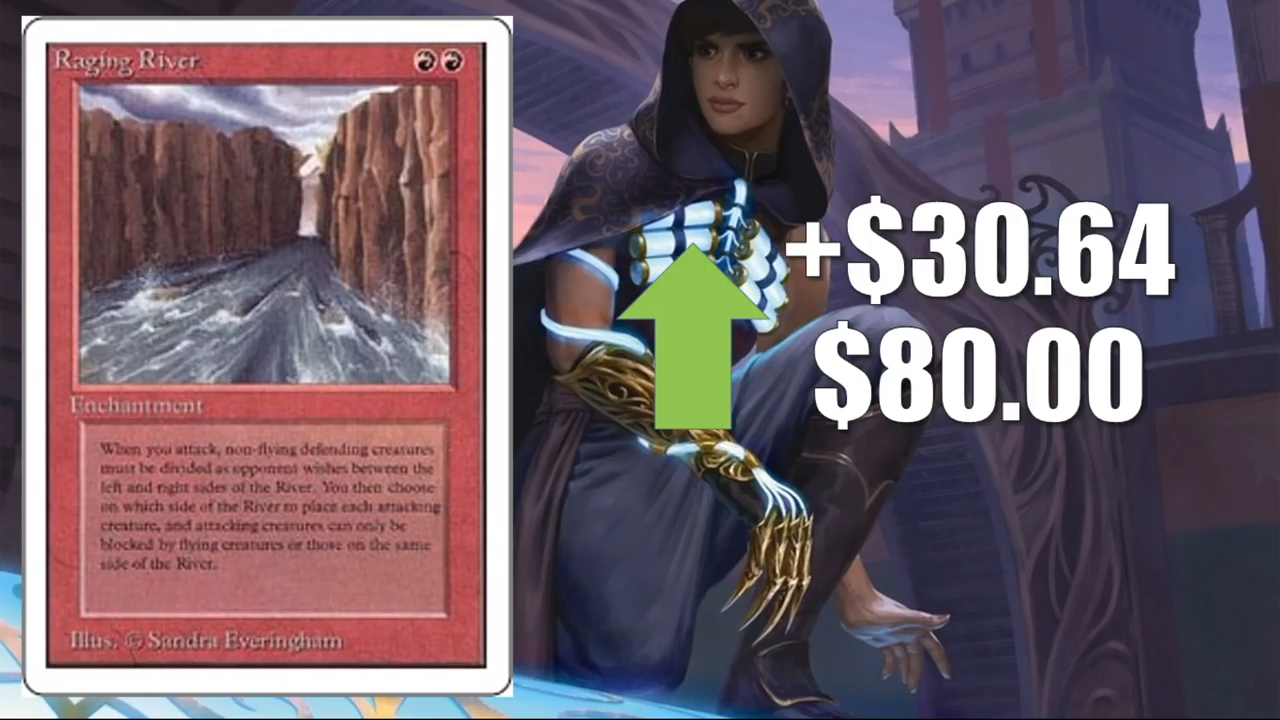 Raging River
Enchantment
When you attack, non-flying defending creatures
must be divided as opponent wishes between the
left and right sides of the River. You then choose
on which side of the River to place each attacking
creature, and attacking creatures can only be
blocked by flying creatures or those on the same
side of the River.
Illus. © Sandra Everingham
+$30.64
$80.00